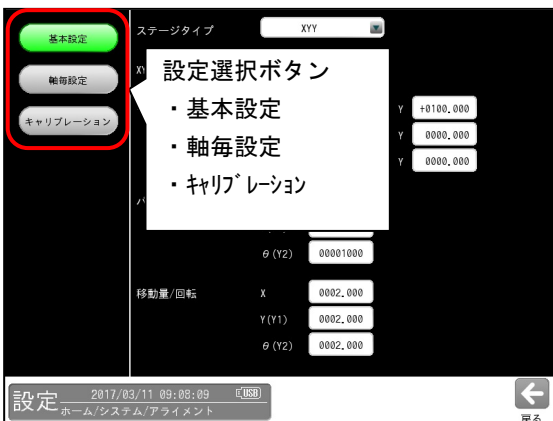 基本設定
軸毎設定
キャリブレーション
ステージタイプ XYY
設定選択ボタン
・基本設定
・軸毎設定
・ｷｬﾘﾌﾞﾚｰｼｮﾝ
Y +0100.000
Y 0000.000
Y 0000.000
θ(Y2) 00001000
移動量/回転 X 0002.000
Y(Y1) 0002.000
θ(Y2) 0002.000
設定 2017/03/11 09:08:09 USB
ホーム/システム/アライメント
戻る